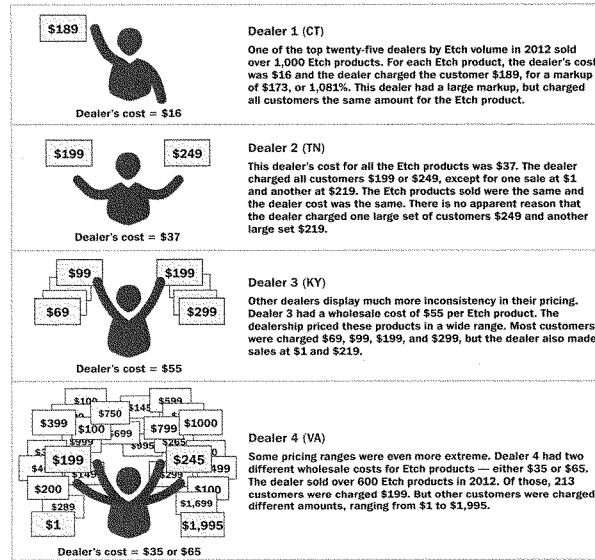 $189
Dealer's cost = $16
Dealer 1 (CT)
One of the top twenty-five dealers by Etch volume in 2012 sold
over 1,000 Etch products. For each Etch product, the dealer's cost
was $16 and the dealer charged the customer $189, for a markup
of $173, or 1,081%. This dealer had a large markup, but charged
all customers the same amount for the Etch product.
$199 $249
Dealer's cost = $37
Dealer 2 (TN)
This dealer's cost for all the Etch products was $37. The dealer
charged all customers $199 or $249, except for one sale at $1
and another at $219. The Etch products sold were the same and
the dealer cost was the same. There is no apparent reason that
the dealer charged one large set of customers $249 and another
large set $219.
$99 $199
$69 $299
Dealer's cost = $55
Dealer 3 (KY)
Other dealers display much more inconsistency in their pricing.
Dealer 3 had a wholesale cost of $55 per Etch product. The
dealership priced these products in a wide range. Most customers
were charged $69, $99, $199, and $299, but the dealer also made
sales at $1 and $219.
$599
$750
$399 $100 $699 $799 $1000
$999 $995 $265
$199 $245
$299
$200 $100
$289 $1,699
$1 $1,995
Dealer's cost = $35 or $65
Dealer 4 (VA)
Some pricing ranges were even more extreme. Dealer 4 had two
different wholesale costs for Etch products — either $35 or $65.
The dealer sold over 600 Etch products in 2012. Of those, 213
customers were charged $199. But other customers were charged
different amounts, ranging from $1 to $1,995.